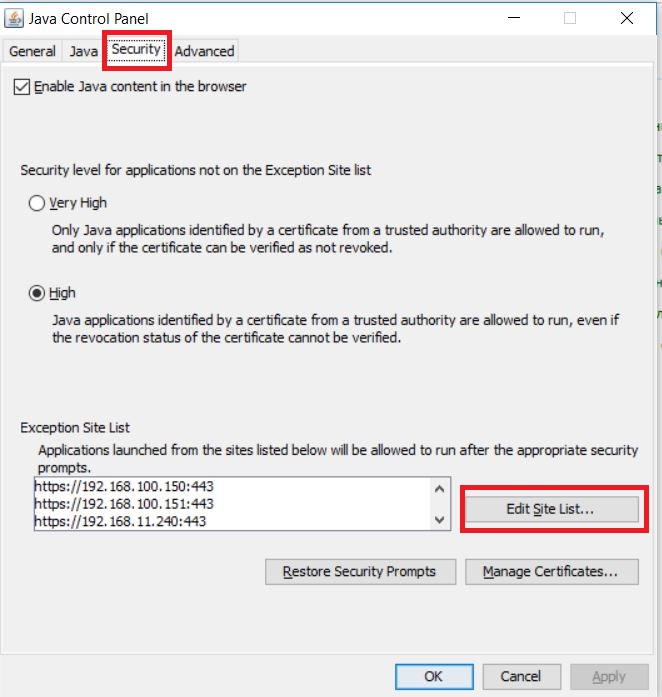 Java Control Panel
General Java Security Advanced
Enable Java content in the browser
Security level for applications not on the Exception Site list
Very High
Only Java applications identified by a certificate from a trusted authority are allowed to run,
and only if the certificate can be verified as not revoked.
High
Java applications identified by a certificate from a trusted authority are allowed to run, even if
the revocation status of the certificate cannot be verified.
Exception Site List
Applications launched from the sites listed below will be allowed to run after the appropriate security
prompts.
https://192.168.100.150:443
https://192.168.100.151:443
https://192.168.11.240:443
Edit Site List...
Restore Security Prompts Manage Certificates...
OK Cancel Apply